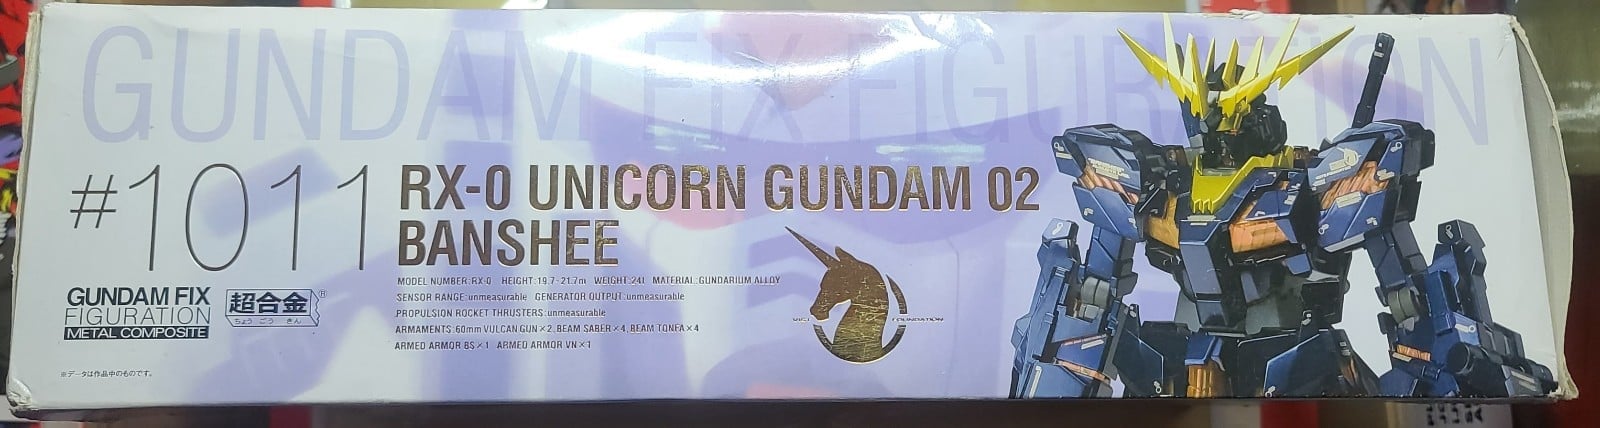 GUNDAM FIX FIGURATION
#1011
RX-0 UNICORN GUNDAM 02
BANSHEE
MODEL NUMBER:RX-0 HEIGHT:19.7-21.7m WEIGHT:24t MATERIAL:GUNDARIUM ALLOY
SENSOR RANGE:unmeasurable GENERATOR OUTPUT:unmeasurable
PROPULSION ROCKET THRUSTERS:unmeasurable
ARMAMENTS:60mm VULCAN GUN×2, BEAM SABER×4, BEAM TONFA×4
ARMED ARMOR BS×1 ARMED ARMOR VN×1
GUNDAM FIX
FIGURATION
METAL COMPOSITE
超合金®
ちょうごうきん
FOUNDATION
※データは作品中のものです。